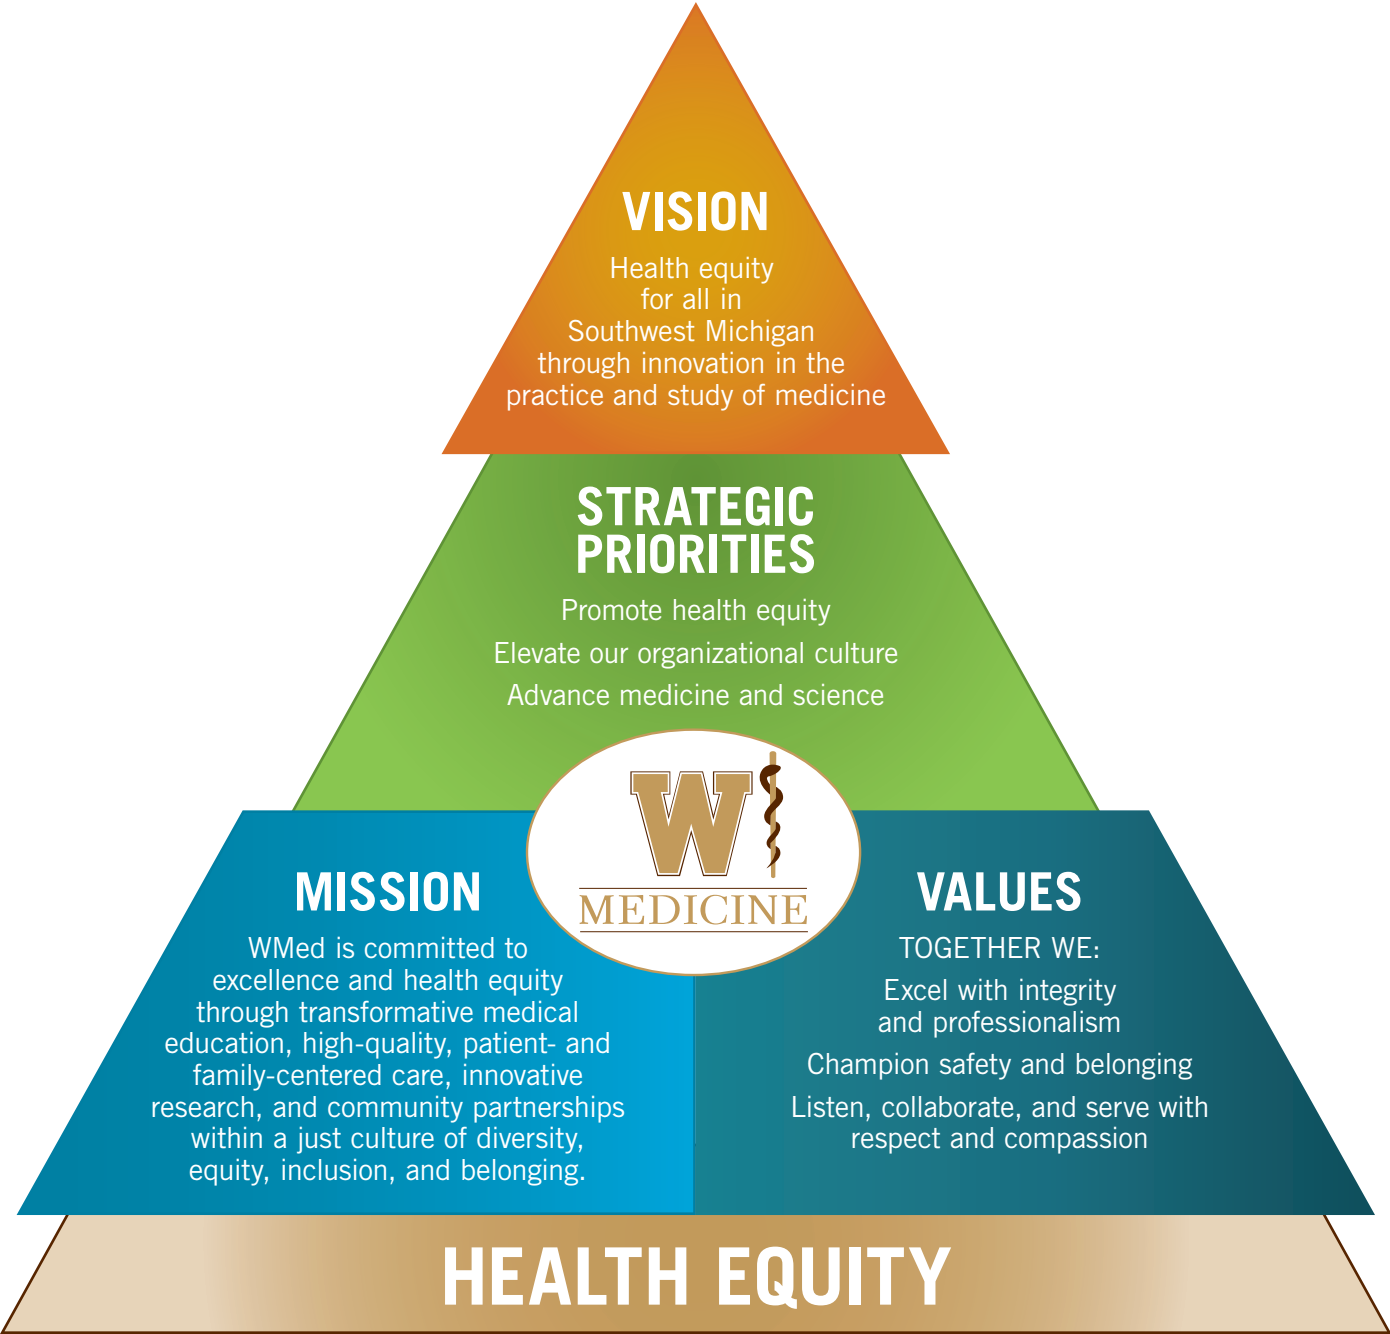 VISION
Health equity
for all in
Southwest Michigan
through innovation in the
practice and study of medicine
STRATEGIC
PRIORITIES
Promote health equity
Elevate our organizational culture
Advance medicine and science
W
MEDICINE
MISSION
WMed is committed to
excellence and health equity
through transformative medical
education, high-quality, patient- and
family-centered care, innovative
research, and community partnerships
within a just culture of diversity,
equity, inclusion, and belonging.
VALUES
TOGETHER WE:
Excel with integrity
and professionalism
Champion safety and belonging
Listen, collaborate, and serve with
respect and compassion
HEALTH EQUITY